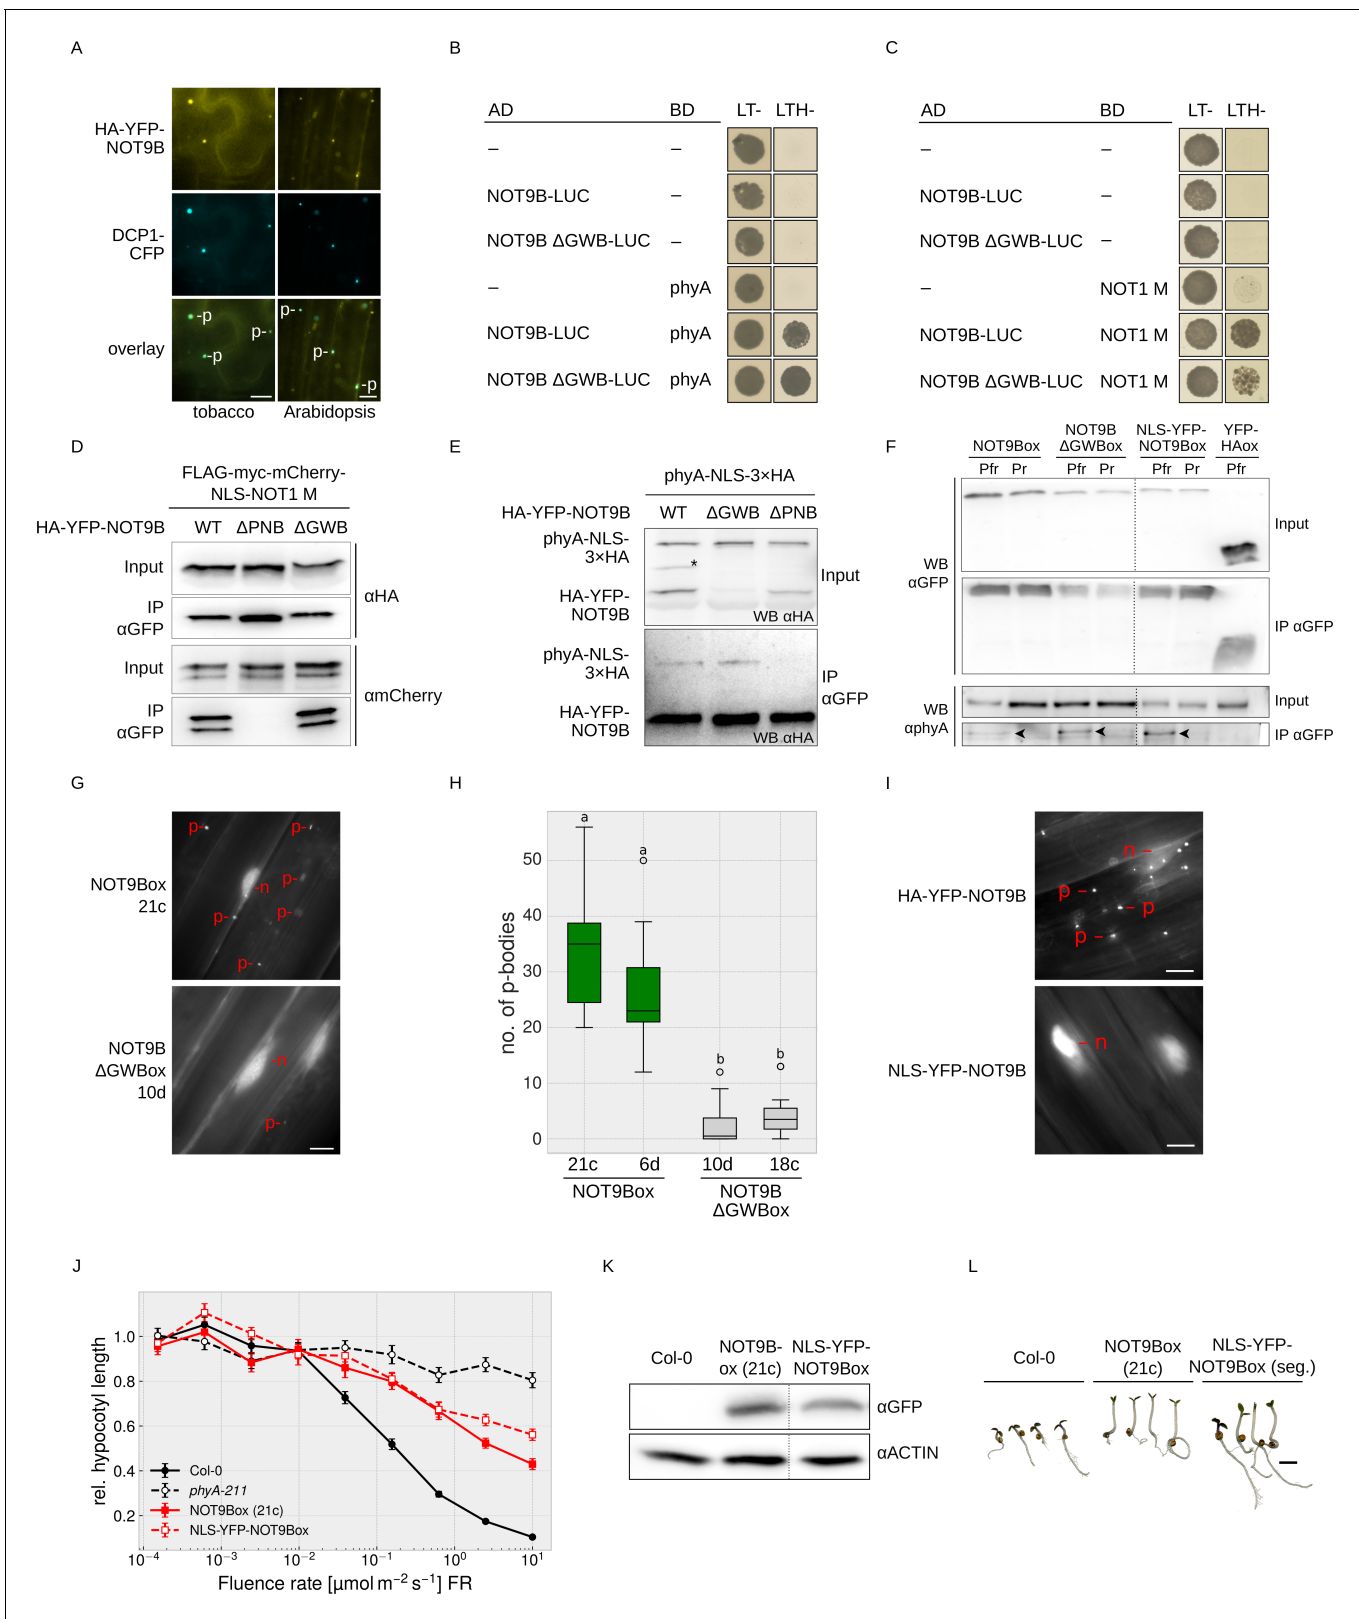 A
HA-YFP-
NOT9B
DCP1-
CFP
overlay
-p
p-
-p
p-
p-
-p
tobacco
Arabidopsis
B
AD BD LT- LTH-
– –
NOT9B-LUC –
NOT9B ΔGWB-LUC –
– phyA
NOT9B-LUC phyA
NOT9B ΔGWB-LUC phyA
C
AD BD LT- LTH-
– –
NOT9B-LUC –
NOT9B ΔGWB-LUC –
– NOT1 M
NOT9B-LUC NOT1 M
NOT9B ΔGWB-LUC NOT1 M
D
FLAG-myc-mCherry-
NLS-NOT1 M
HA-YFP-NOT9B WT ΔPNB ΔGWB
Input
IP
αGFP
αHA
Input
IP
αGFP
αmCherry
E
phyA-NLS-3×HA
HA-YFP-NOT9B WT ΔGWB ΔPNB
phyA-NLS-
3×HA
*
HA-YFP-
NOT9B
WB αHA
Input
phyA-NLS-
3×HA
HA-YFP-
NOT9B
WB αHA
IP
αGFP
F
NOT9Box
NOT9B
ΔGWBox
NLS-YFP-
NOT9Box
YFP-
HAox
Pfr Pr Pfr Pr Pfr Pr Pfr
WB
αGFP
Input
IP αGFP
WB
αphyA
Input
IP αGFP
G
NOT9Box
21c
p-
p-
p-
-n
p-
p-
p-
NOT9B
ΔGWBox
10d
-n
p-
H
no. of p-bodies
50
40
30
20
10
0
a
a
b
b
21c 6d 10d 18c
NOT9Box
NOT9B
ΔGWBox
I
HA-YFP-NOT9B
n –
p –
– p
p –
NLS-YFP-NOT9B
– n
J
rel. hypocotyl length
1.0
0.8
0.6
0.4
0.2
Col-0
phyA-211
NOT9Box (21c)
NLS-YFP-NOT9Box
10⁻⁴ 10⁻³ 10⁻² 10⁻¹ 10⁰ 10¹
Fluence rate [µmol m⁻² s⁻¹] FR
K
Col-0
NOT9B-
ox (21c)
NLS-YFP-
NOT9Box
αGFP
αACTIN
L
Col-0
NOT9Box
(21c)
NLS-YFP-
NOT9Box (seg.)